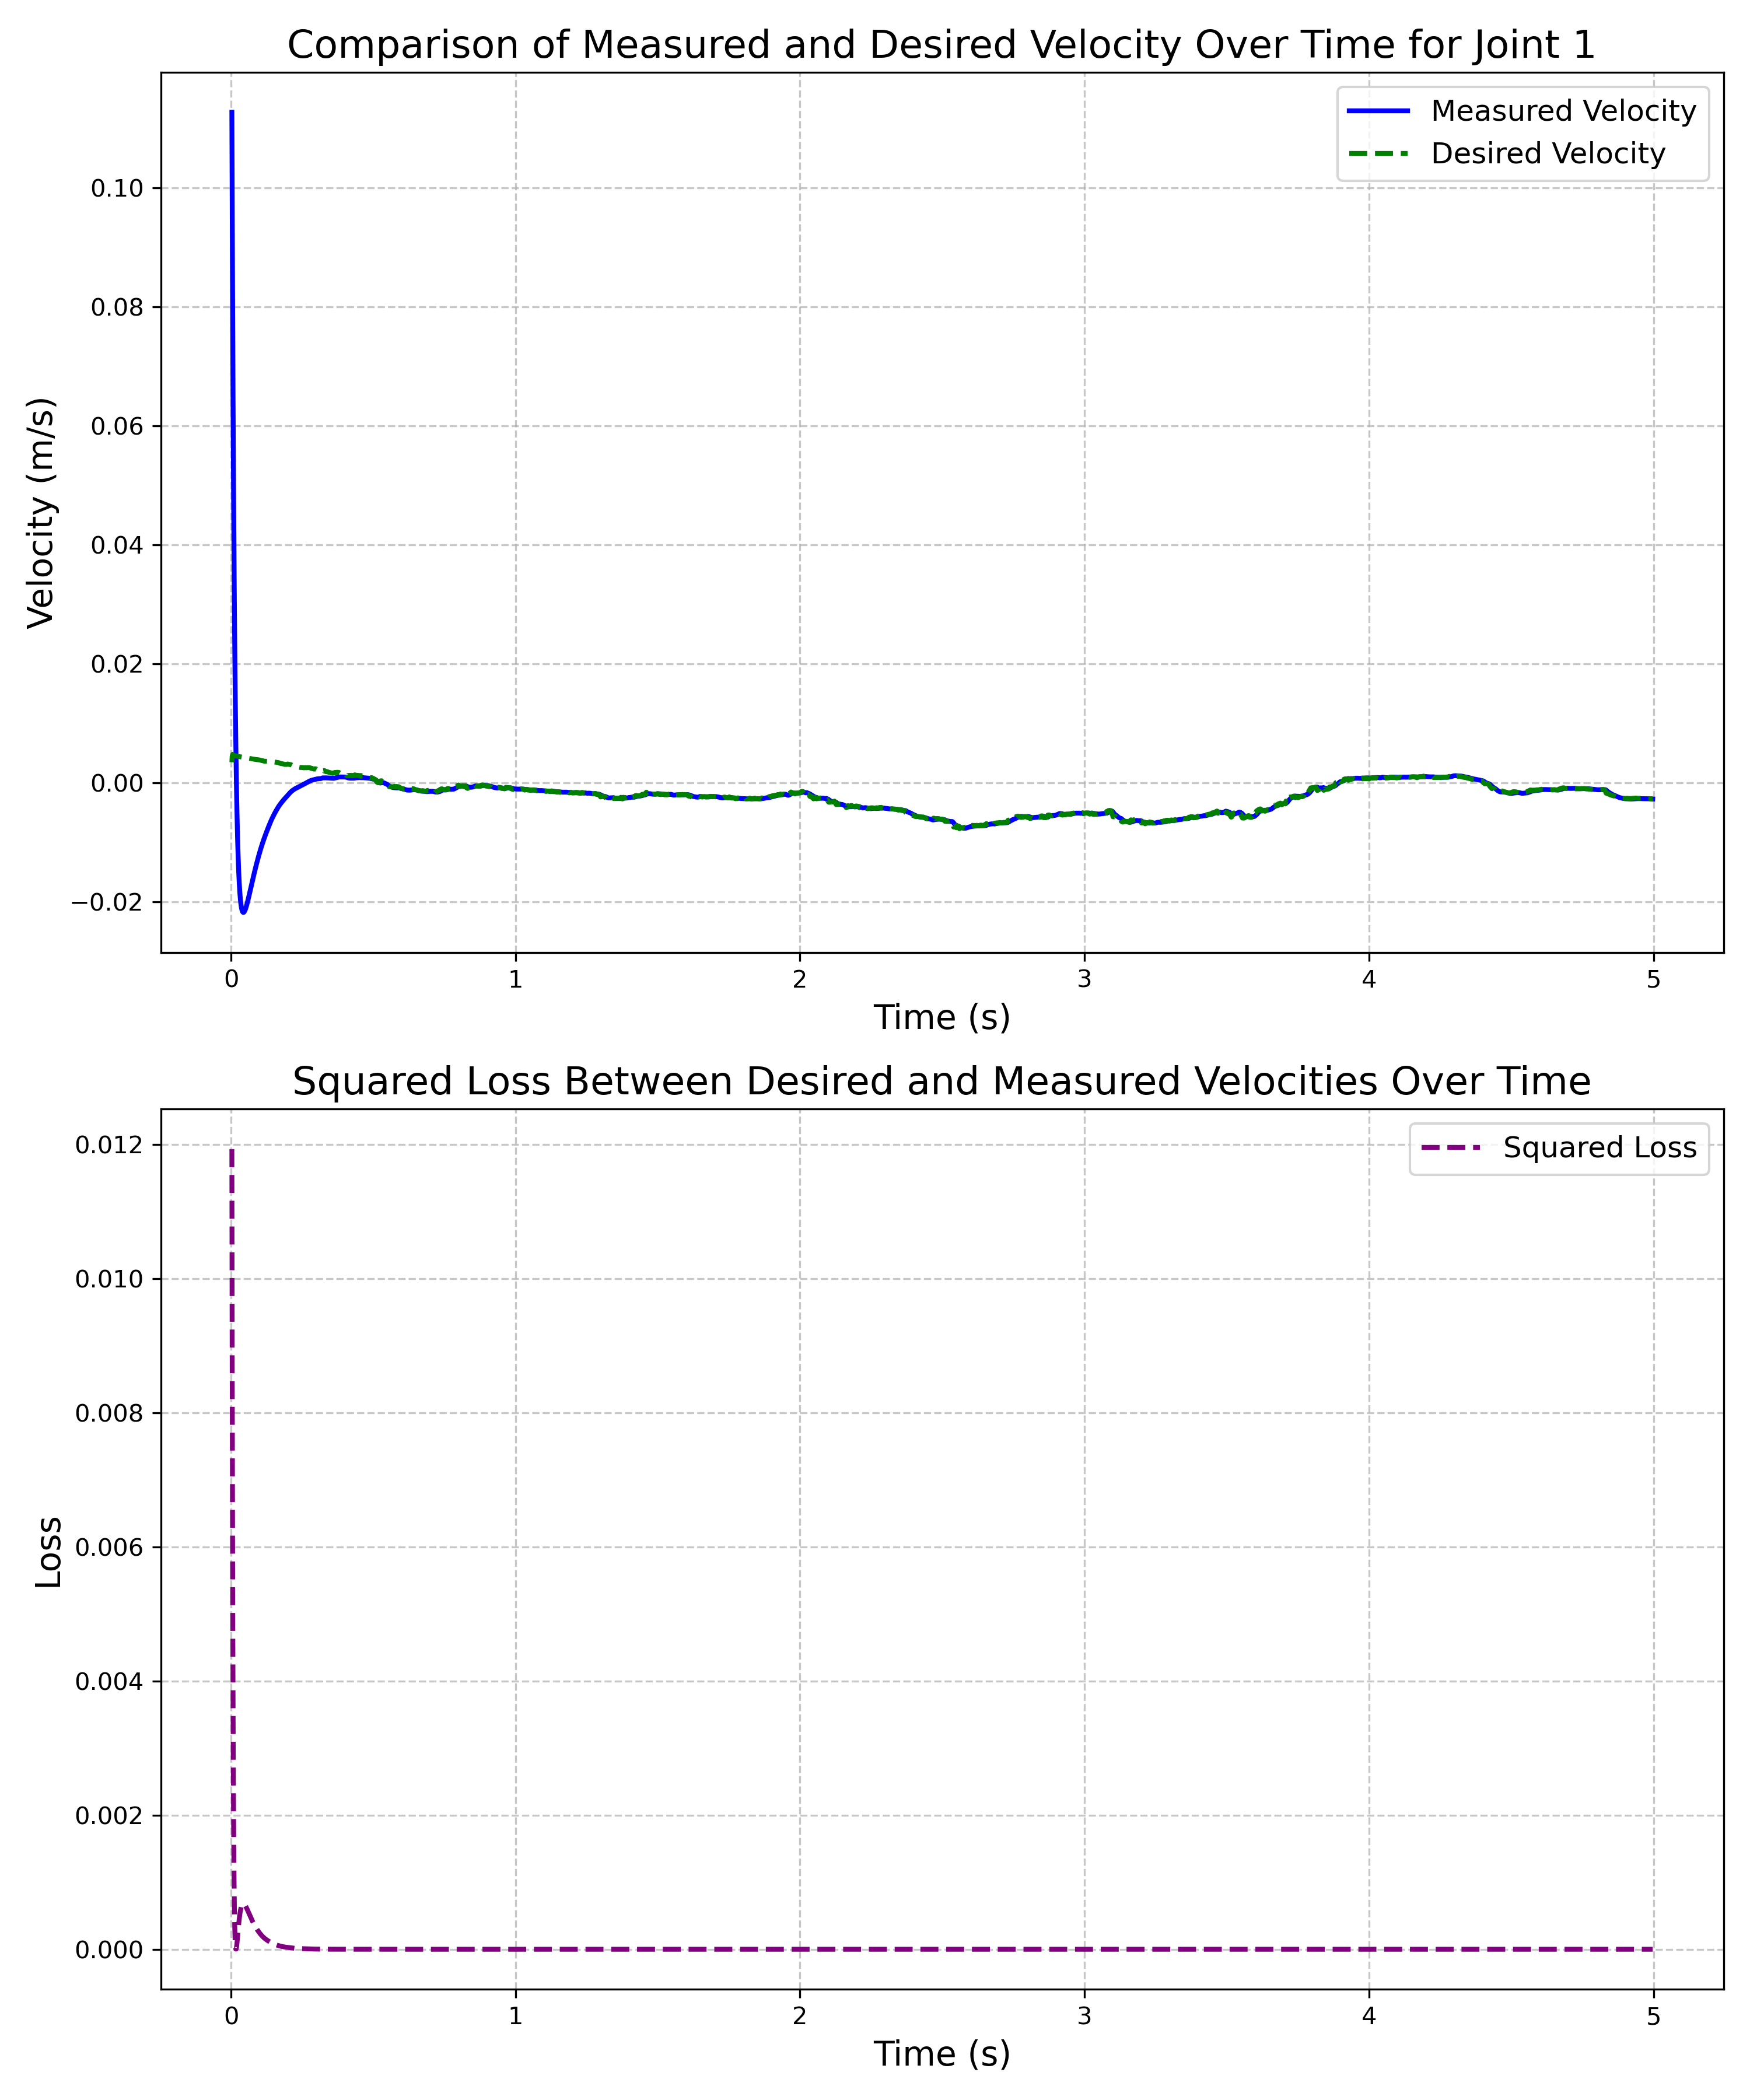 Comparison of Measured and Desired Velocity Over Time for Joint 1
Measured Velocity
Desired Velocity
Velocity (m/s)
0.10
0.08
0.06
0.04
0.02
0.00
−0.02
0 1 2 3 4 5
Time (s)
Squared Loss Between Desired and Measured Velocities Over Time
Squared Loss
Loss
0.012
0.010
0.008
0.006
0.004
0.002
0.000
0 1 2 3 4 5
Time (s)